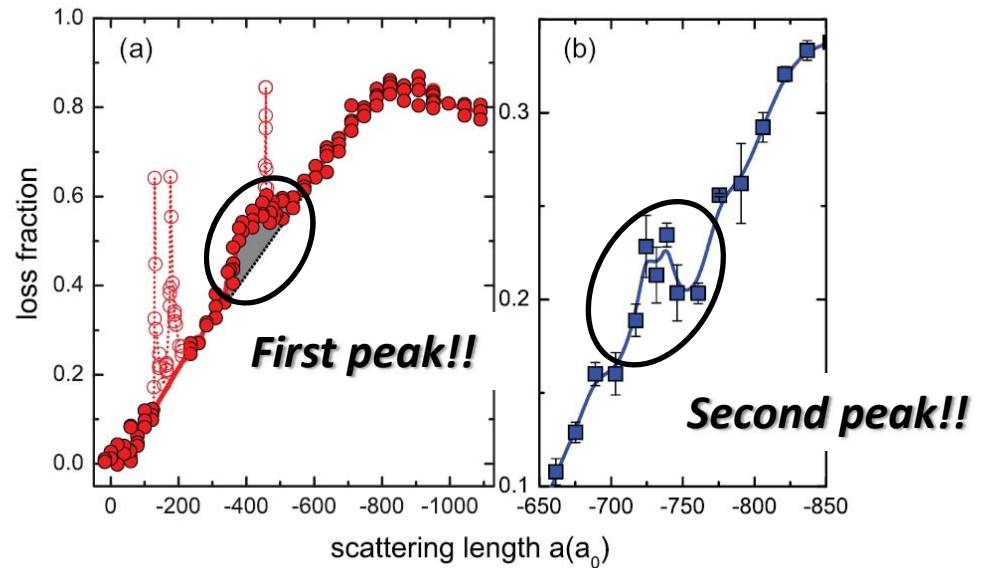 1.0
0.8
0.6
0.4
0.2
0.0
loss fraction
(a)
First peak!!
0 -200 -400 -600 -800 -1000
(b)
0.3
0.2
0.1
Second peak!!
-650 -700 -750 -800 -850
scattering length a(a₀)